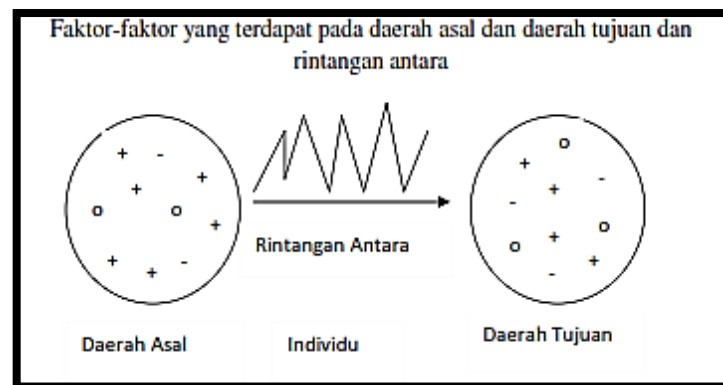 Faktor-faktor yang terdapat pada daerah asal dan daerah tujuan dan
rintangan antara
+ -
+ +
o o
+
+ + -
o
+ -
+
-
o
o +
+
-
Rintangan Antara
Daerah Asal
Individu
Daerah Tujuan